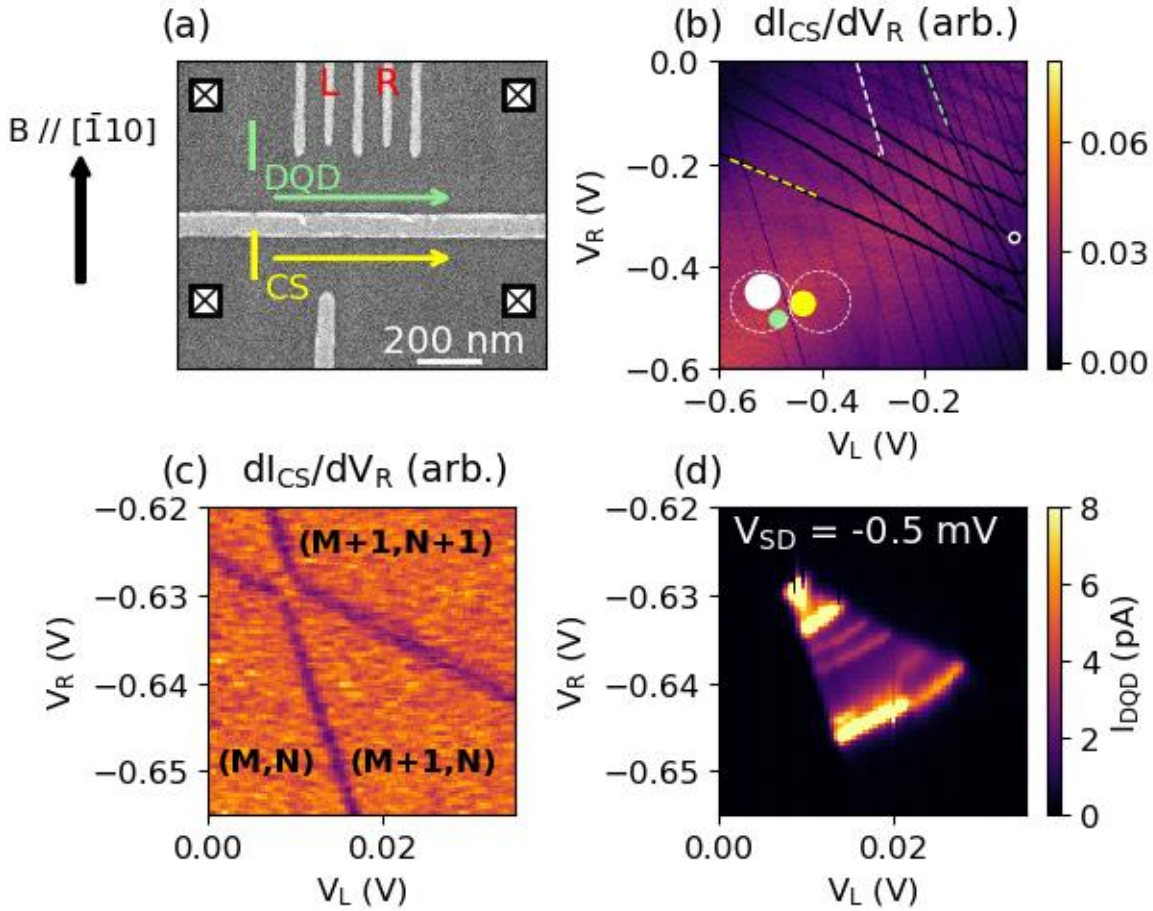 (a)
L R
B // [1̄10]
DQD
CS
200 nm
(b) dI_CS/dV_R (arb.)
0.0
−0.2
−0.4
−0.6
V_R (V)
−0.6 −0.4 −0.2
V_L (V)
0.06
0.03
0.00
(c) dI_CS/dV_R (arb.)
−0.62
−0.63
−0.64
−0.65
V_R (V)
(M+1,N+1)
(M,N) (M+1,N)
0.00 0.02
V_L (V)
(d)
V_SD = -0.5 mV
−0.62
−0.63
−0.64
−0.65
V_R (V)
0.00 0.02
V_L (V)
8
6
4
2
0
I_DQD (pA)